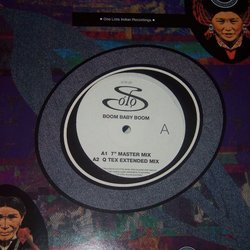 One Little Indian Recordings
Solo
BOOM BABY BOOM
A
A1 7" MASTER MIX
A2 Q TEX EXTENDED MIX